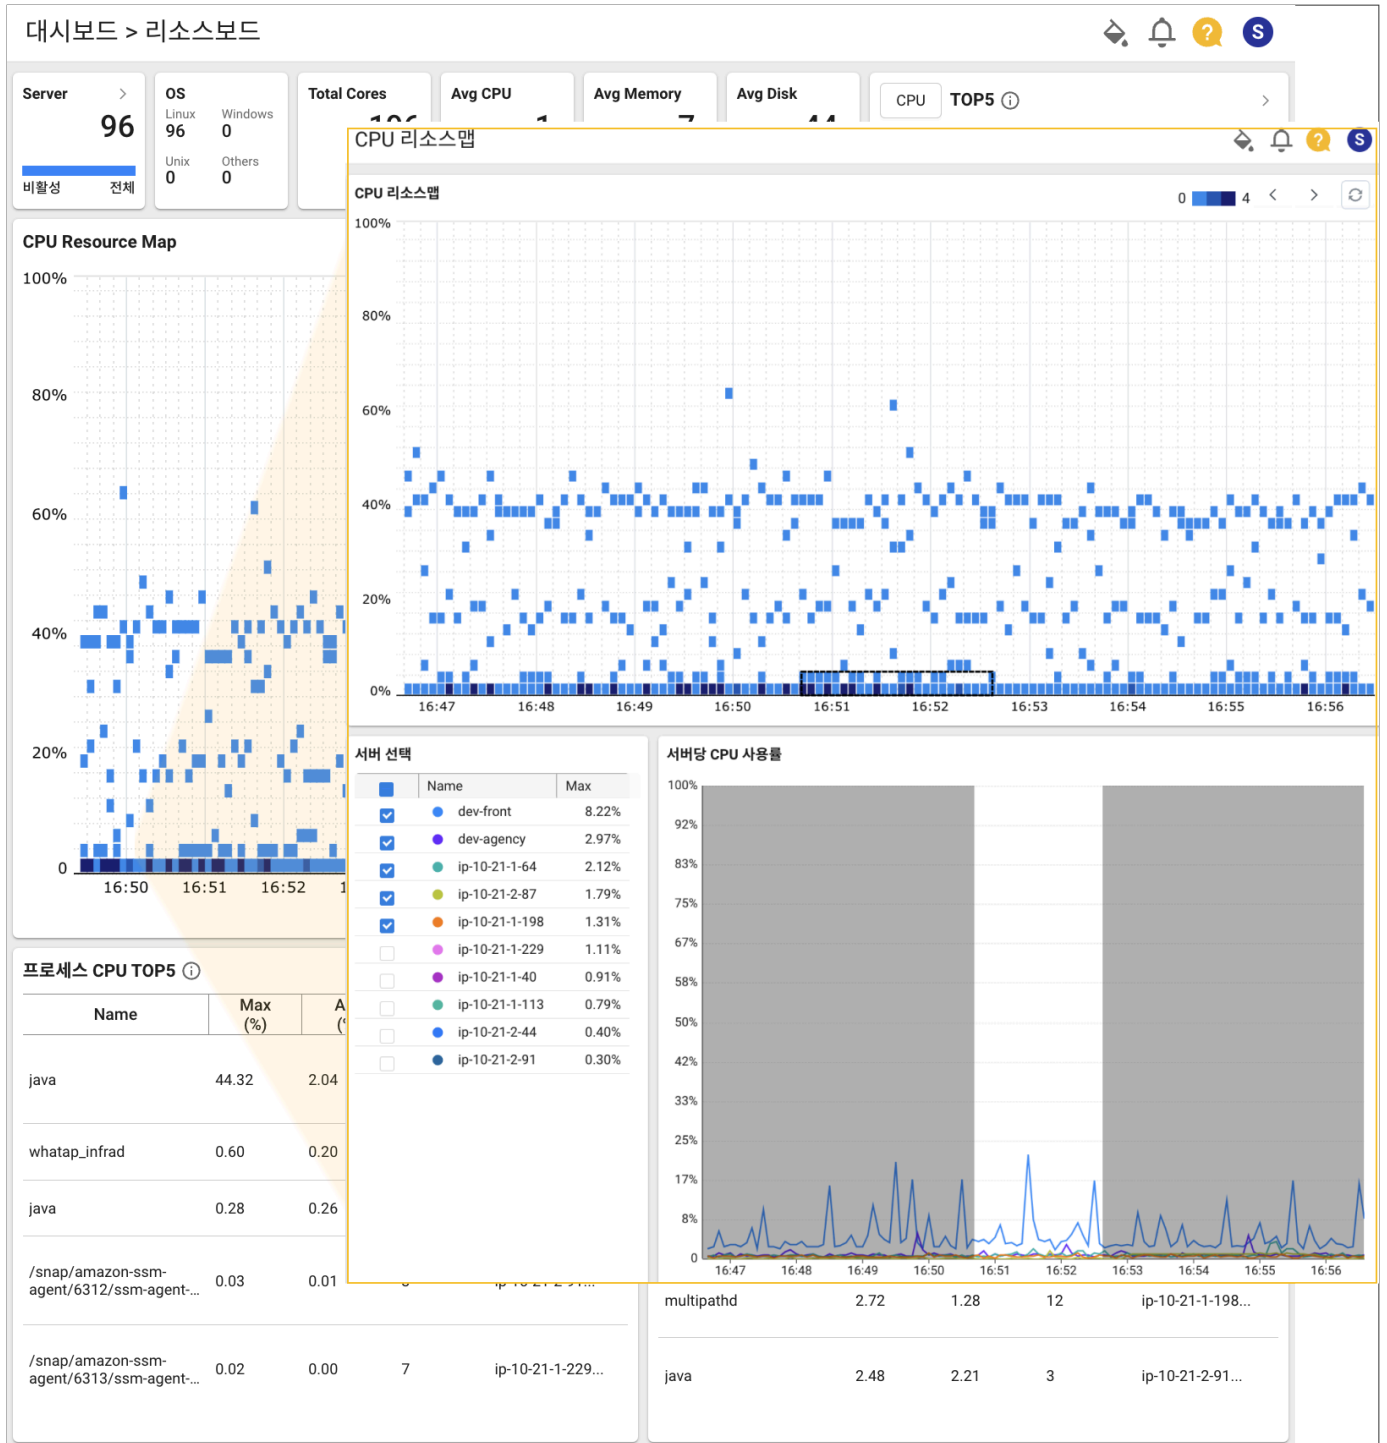 대시보드 > 리소스보드
? S
Server >
96
비활성 전체
OS
Linux Windows
96 0
Unix Others
0 0
Total Cores
Avg CPU
Avg Memory
Avg Disk
CPU TOP5
CPU Resource Map
100%
80%
60%
40%
20%
0
16:50 16:51 16:52
프로세스 CPU TOP5
Name Max (%)
java 44.32 2.04
whatap_infrad 0.60 0.20
java 0.28 0.26
/snap/amazon-ssm-
agent/6312/ssm-agent-... 0.03 0.01
/snap/amazon-ssm-
agent/6313/ssm-agent-... 0.02 0.00 7 ip-10-21-1-229...
multipathd 2.72 1.28 12 ip-10-21-1-198...
java 2.48 2.21 3 ip-10-21-2-91...
CPU 리소스맵
? S
CPU 리소스맵
0 4
100%
80%
60%
40%
20%
0%
16:47 16:48 16:49 16:50 16:51 16:52 16:53 16:54 16:55 16:56
서버 선택
Name Max
dev-front 8.22%
dev-agency 2.97%
ip-10-21-1-64 2.12%
ip-10-21-2-87 1.79%
ip-10-21-1-198 1.31%
ip-10-21-1-229 1.11%
ip-10-21-1-40 0.91%
ip-10-21-1-113 0.79%
ip-10-21-2-44 0.40%
ip-10-21-2-91 0.30%
서버당 CPU 사용률
100%
92%
83%
75%
67%
58%
50%
42%
33%
25%
17%
8%
0
16:47 16:48 16:49 16:50 16:51 16:52 16:53 16:54 16:55 16:56